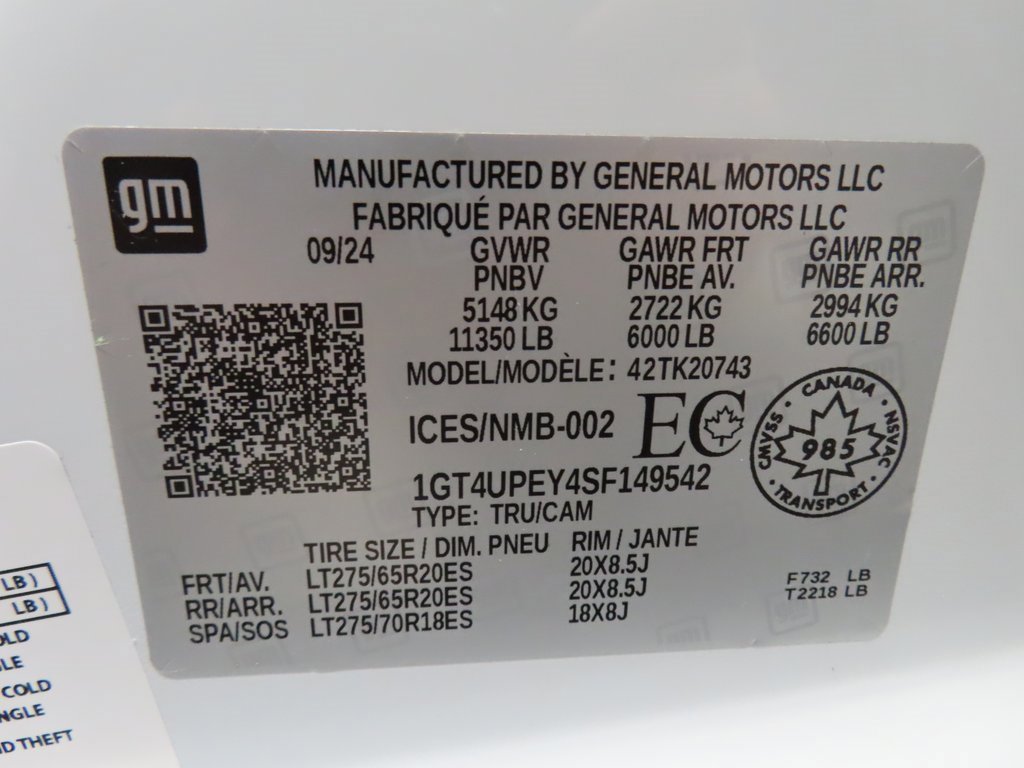 gm
MANUFACTURED BY GENERAL MOTORS LLC
FABRIQUÉ PAR GENERAL MOTORS LLC
09/24 GVWR GAWR FRT GAWR RR
PNBV PNBE AV. PNBE ARR.
5148 KG 2722 KG 2994 KG
11350 LB 6000 LB 6600 LB
MODEL/MODÈLE: 42TK20743
ICES/NMB-002 EC
CANADA
CMVSS • NSVAC
985
TRANSPORT
1GT4UPEY4SF149542
TYPE: TRU/CAM
TIRE SIZE / DIM. PNEU RIM / JANTE
FRT/AV. LT275/65R20ES 20X8.5J
RR/ARR. LT275/65R20ES 20X8.5J
SPA/SOS LT275/70R18ES 18X8J
F732 LB
T2218 LB
LB)
LB)
COLD
NGLE
THEFT